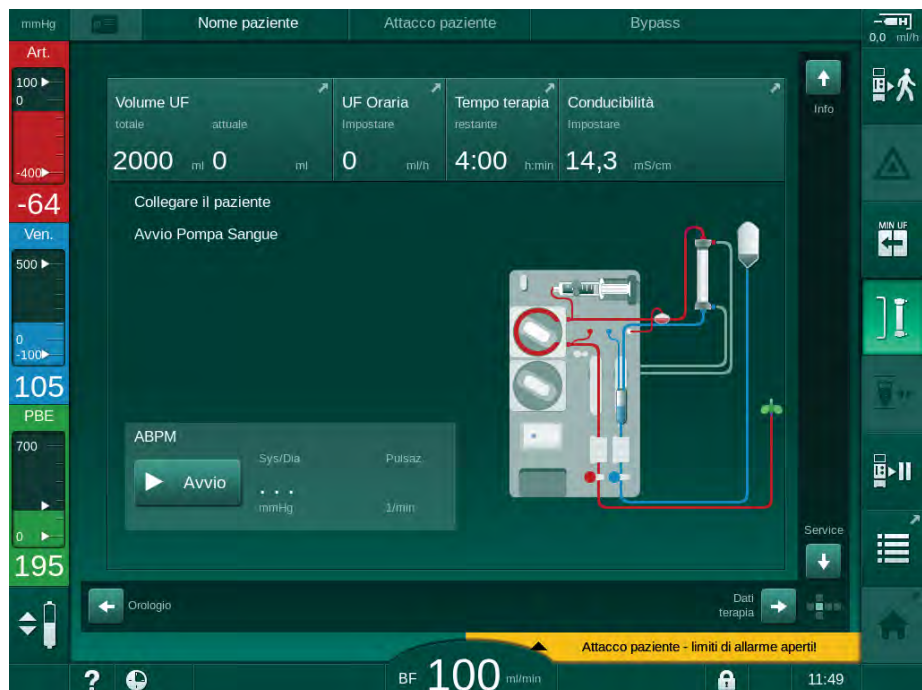 mmHg
Nome paziente
Attacco paziente
Bypass
0,0 ml/h
Art.
100
0
-400
-64
Ven.
500
0
-100
105
PBE
700
0
195
Volume UF
totale
attuale
2000 ml 0 ml
UF Oraria
Impostare
0 ml/h
Tempo terapia
restante
4:00 h:min
Conducibilità
Impostare
14,3 mS/cm
Info
Collegare il paziente
Avvio Pompa Sangue
ABPM
Sys/Dia
Pulsaz.
Avvio
. . .
mmHg
1/min
MIN UF
Service
Orologio
Dati
terapia
Attacco paziente - limiti di allarme aperti!
?
BF 100 ml/min
11:49